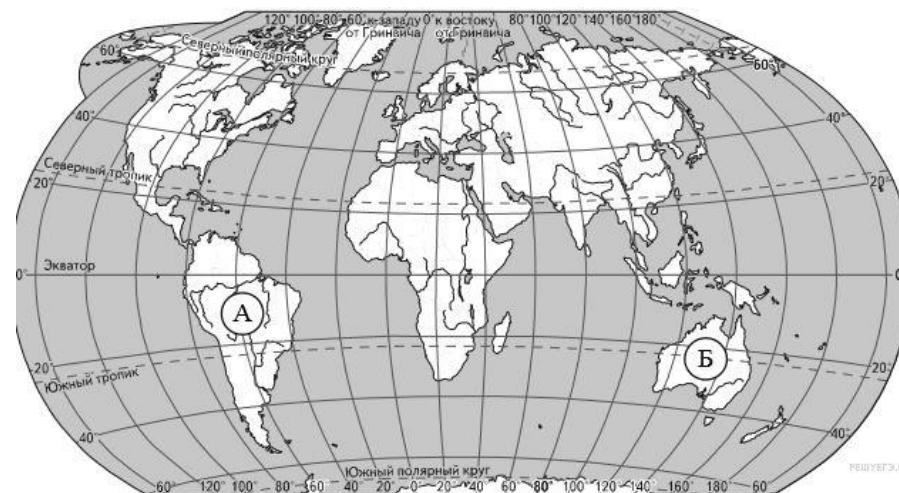 120° 80° 60° к западу 0° к востоку 80° 100° 120° 140° 160° 180°
от Гринвича от Гринвича
Северный полярный круг
60° 60°
40° 40°
Северный тропик
20° 20°
Экватор
0° 0
А
Б
20° 20°
Южный тропик
40° 40°
Южный полярный круг
60° 120° 100° 80° 60° 40° 20° 0° 20° 40° 60° 80° 100° 120° 140° 160° 180° 60